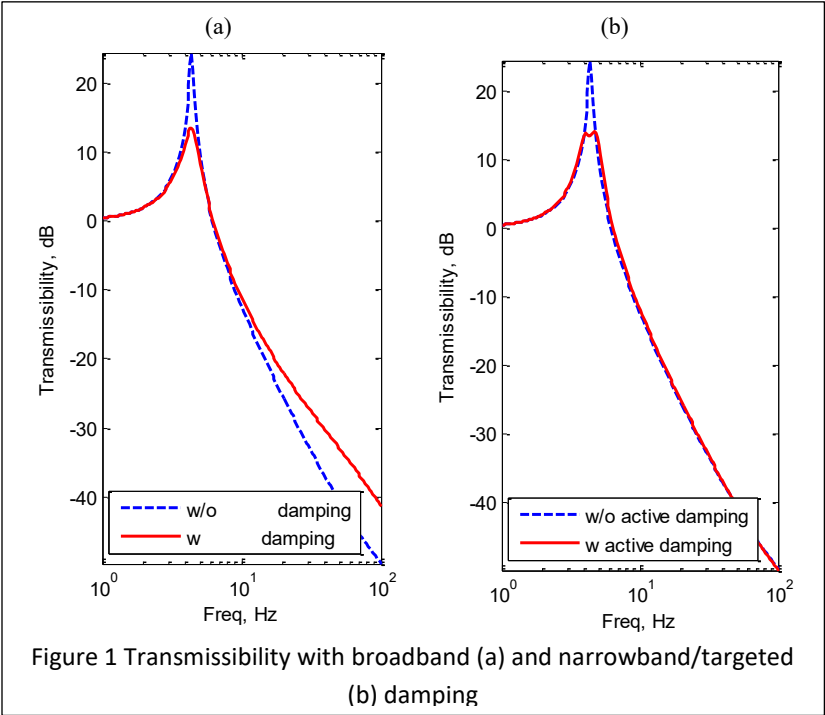 (a)
20
10
0
-10
-20
-30
-40
Transmissibility, dB
w/o damping
w damping
10^0 10^1 10^2
Freq, Hz
(b)
20
10
0
-10
-20
-30
-40
Transmissibility, dB
w/o active damping
w active damping
10^0 10^1 10^2
Freq, Hz
Figure 1 Transmissibility with broadband (a) and narrowband/targeted
(b) damping